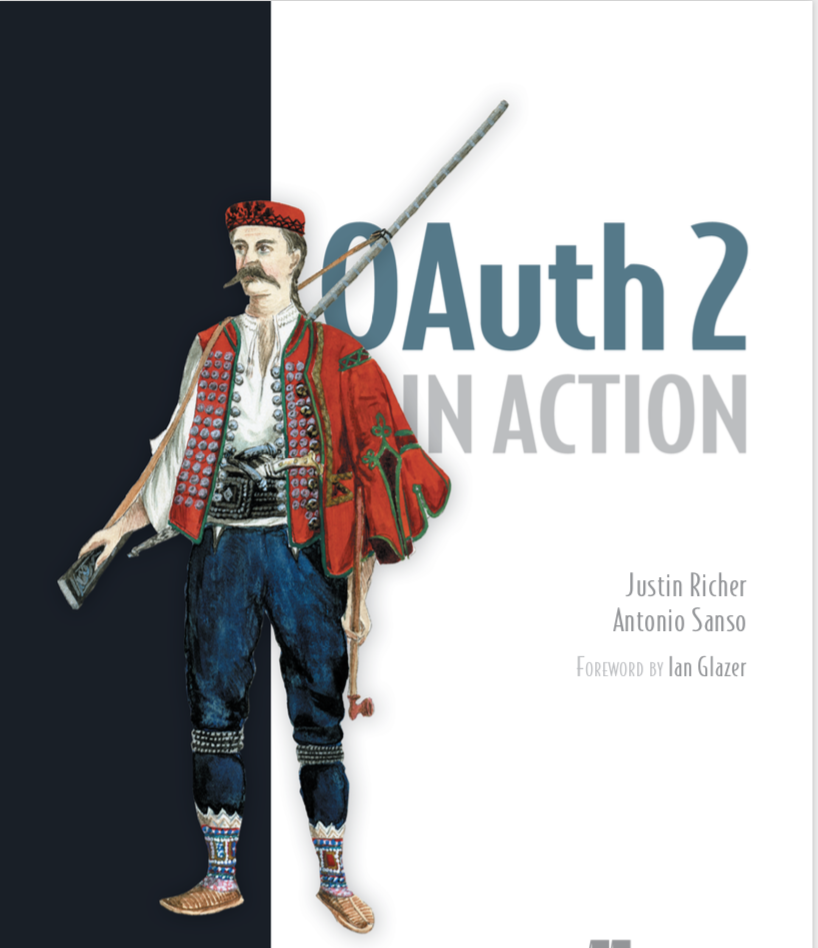 OAuth 2
IN ACTION
Justin Richer
Antonio Sanso
FOREWORD BY Ian Glazer